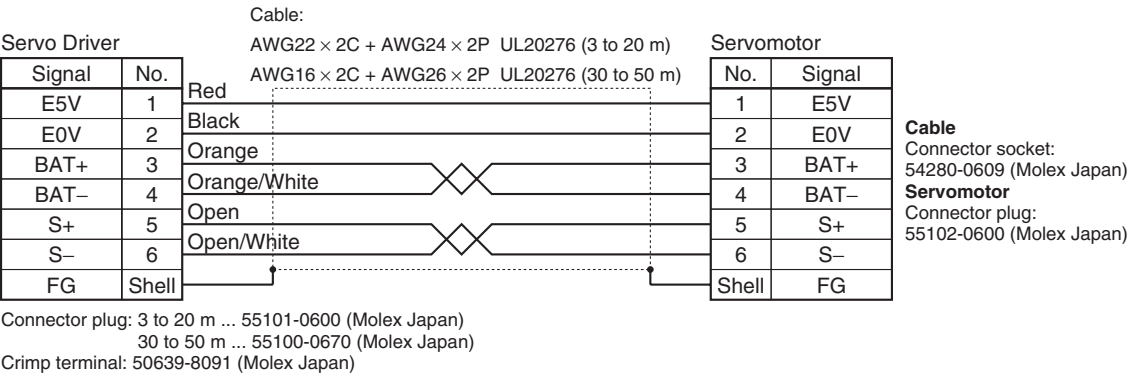 Cable:
Servo Driver
AWG22 × 2C + AWG24 × 2P UL20276 (3 to 20 m)
Servomotor
Signal No.
AWG16 × 2C + AWG26 × 2P UL20276 (30 to 50 m)
No. Signal
E5V 1 Red 1 E5V
E0V 2 Black 2 E0V
BAT+ 3 Orange 3 BAT+
BAT− 4 Orange/White 4 BAT−
S+ 5 Open 5 S+
S− 6 Open/White 6 S−
FG Shell Shell FG
Cable
Connector socket:
54280-0609 (Molex Japan)
Servomotor
Connector plug:
55102-0600 (Molex Japan)
Connector plug: 3 to 20 m ... 55101-0600 (Molex Japan)
30 to 50 m ... 55100-0670 (Molex Japan)
Crimp terminal: 50639-8091 (Molex Japan)